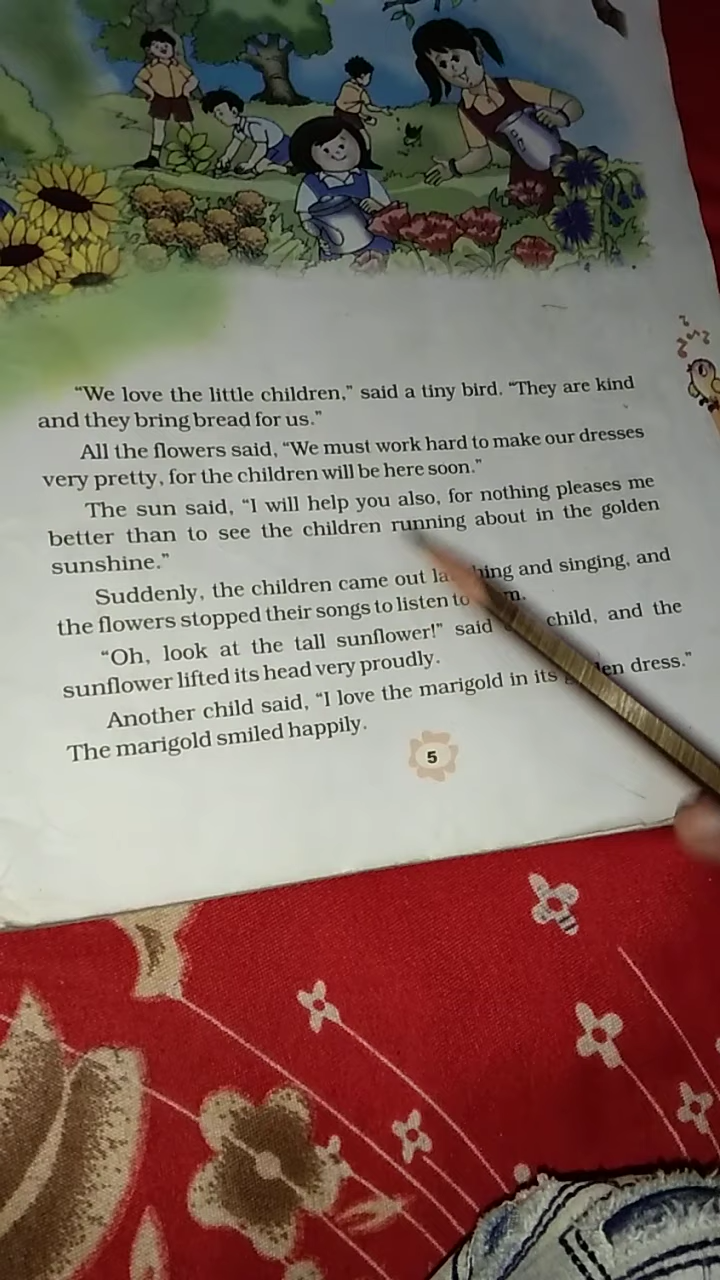 “We love the little children,” said a tiny bird. “They are kind
and they bring bread for us.”
All the flowers said, “We must work hard to make our dresses
very pretty, for the children will be here soon.”
The sun said, “I will help you also, for nothing pleases me
better than to see the children running about in the golden
sunshine.”
Suddenly, the children came out and singing, and
the flowers stopped their songs to listen to
“Oh, look at the tall sunflower!” said child, and the
sunflower lifted its head very proudly.
Another child said, “I love the marigold in its dress.”
The marigold smiled happily.
5